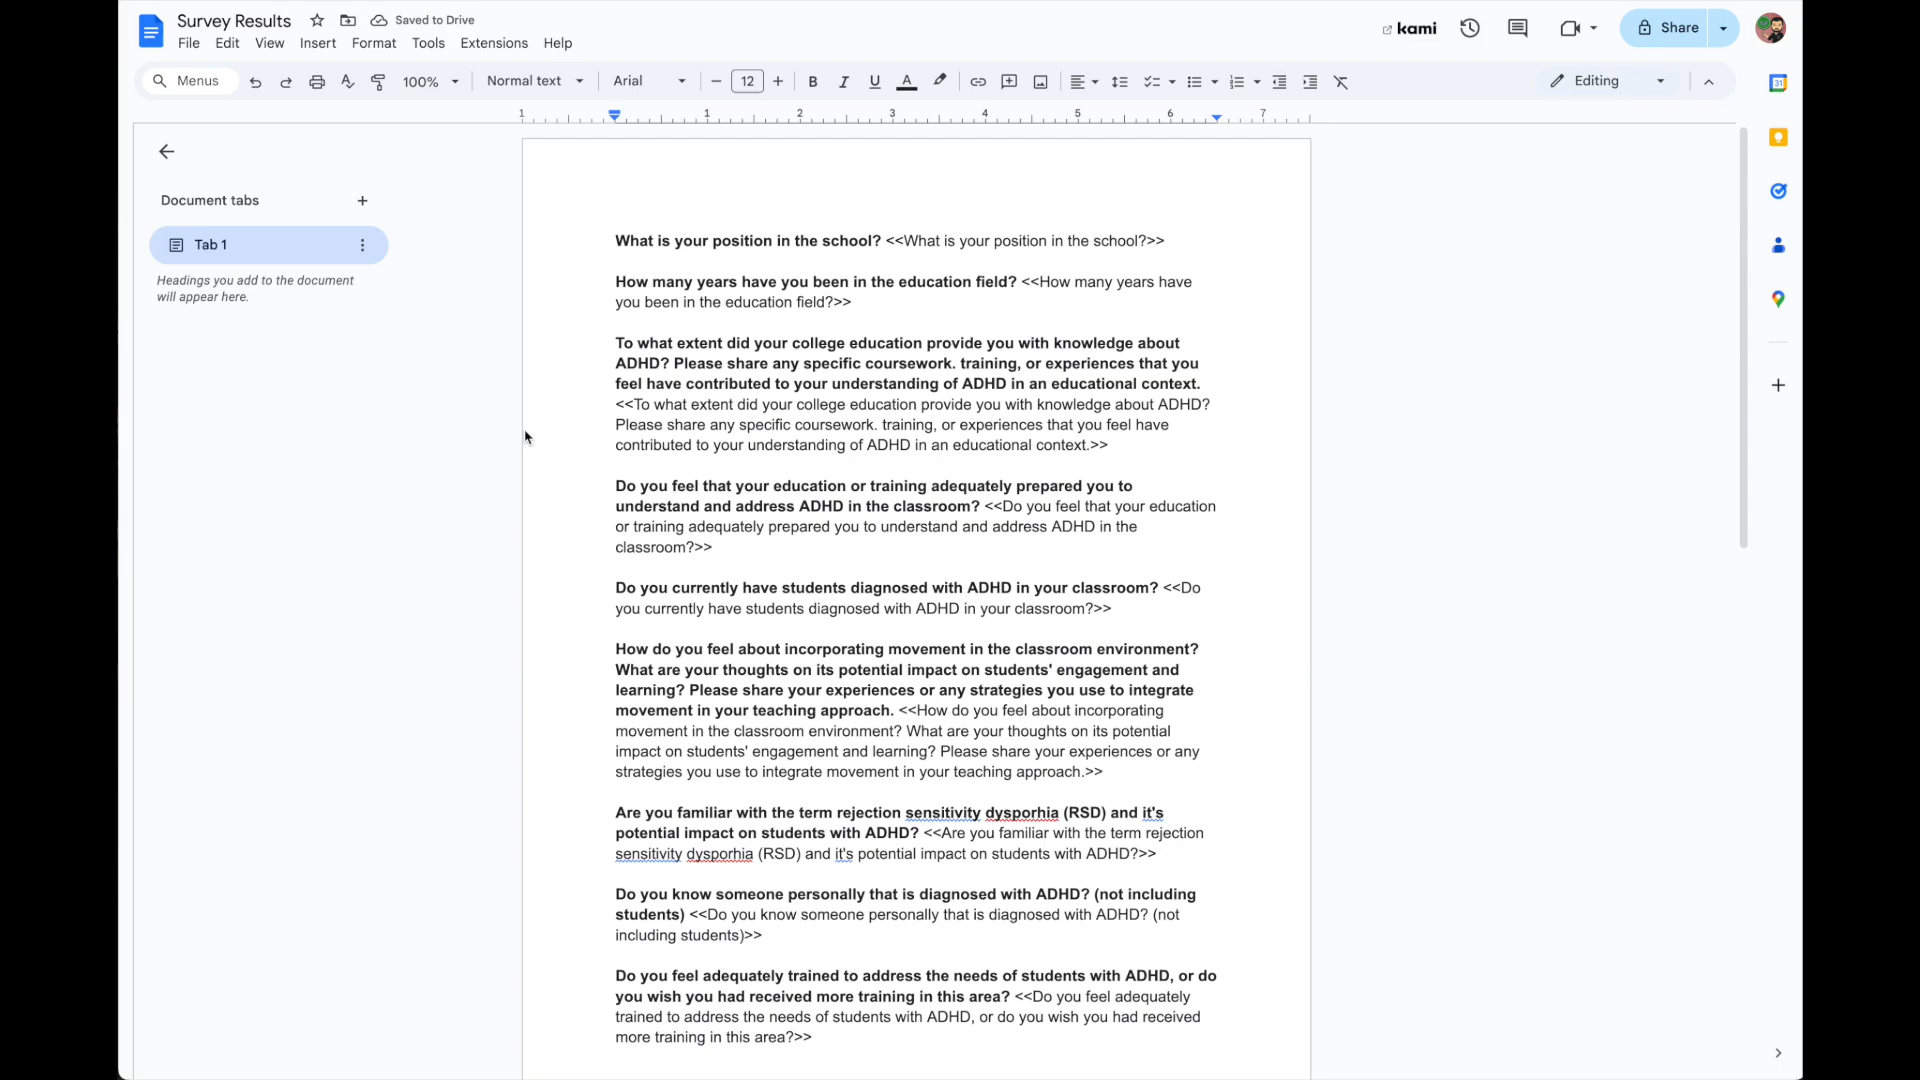 Survey Results
Saved to Drive
File Edit View Insert Format Tools Extensions Help
kami
Share
Menus
100%
Normal text
Arial
12
Editing
1 1 2 3 4 5 6 7
Document tabs
Tab 1
Headings you add to the document
will appear here.
What is your position in the school? <<What is your position in the school?>>
How many years have you been in the education field? <<How many years have
you been in the education field?>>
To what extent did your college education provide you with knowledge about
ADHD? Please share any specific coursework. training, or experiences that you
feel have contributed to your understanding of ADHD in an educational context.
<<To what extent did your college education provide you with knowledge about ADHD?
Please share any specific coursework. training, or experiences that you feel have
contributed to your understanding of ADHD in an educational context.>>
Do you feel that your education or training adequately prepared you to
understand and address ADHD in the classroom? <<Do you feel that your education
or training adequately prepared you to understand and address ADHD in the
classroom?>>
Do you currently have students diagnosed with ADHD in your classroom? <<Do
you currently have students diagnosed with ADHD in your classroom?>>
How do you feel about incorporating movement in the classroom environment?
What are your thoughts on its potential impact on students' engagement and
learning? Please share your experiences or any strategies you use to integrate
movement in your teaching approach. <<How do you feel about incorporating
movement in the classroom environment? What are your thoughts on its potential
impact on students' engagement and learning? Please share your experiences or any
strategies you use to integrate movement in your teaching approach.>>
Are you familiar with the term rejection sensitivity dysporhia (RSD) and it's
potential impact on students with ADHD? <<Are you familiar with the term rejection
sensitivity dysporhia (RSD) and it's potential impact on students with ADHD?>>
Do you know someone personally that is diagnosed with ADHD? (not including
students) <<Do you know someone personally that is diagnosed with ADHD? (not
including students)>>
Do you feel adequately trained to address the needs of students with ADHD, or do
you wish you had received more training in this area? <<Do you feel adequately
trained to address the needs of students with ADHD, or do you wish you had received
more training in this area?>>